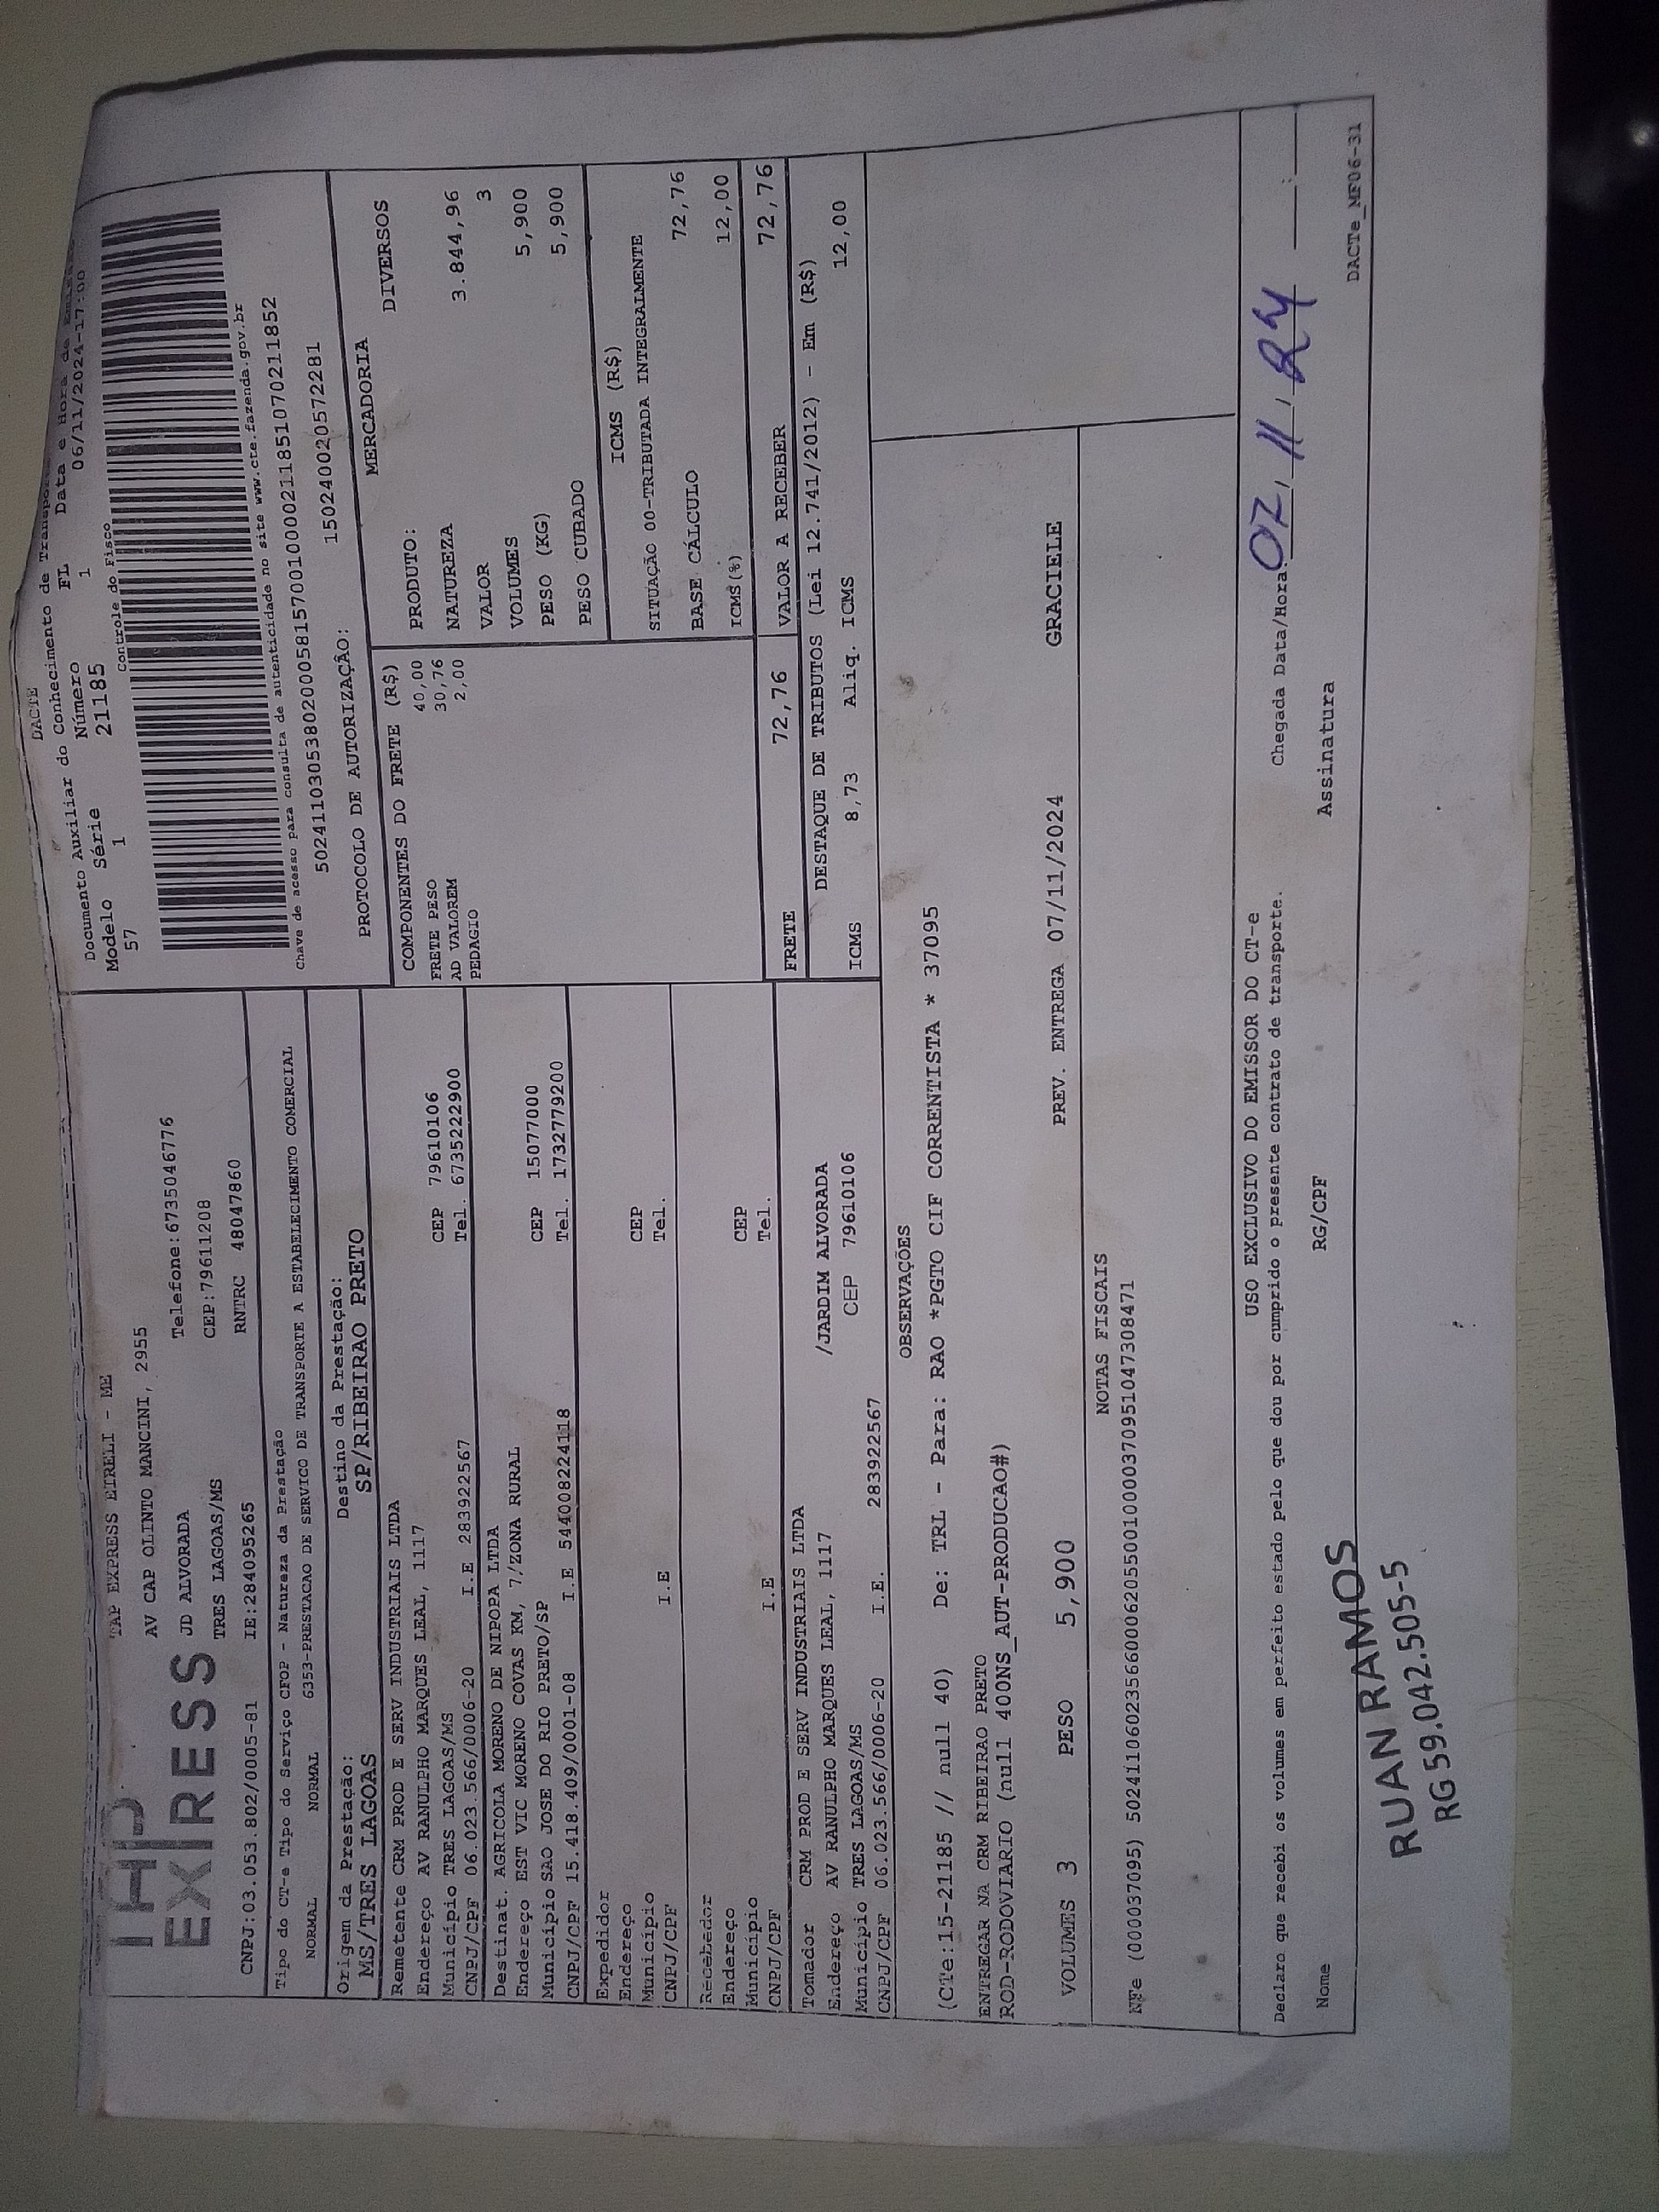 TAP EXPRESS EIRELI - ME
AV CAP OLINTO MANCINI, 2955
EXPRESS
JD ALVORADA Telefone:6735046776
TRES LAGOAS/MS CEP:79611208
CNPJ:03.053.802/0005-81 IE:284095265 RNTRC 48047860
DACTE
Documento Auxiliar do Conhecimento de Transporte
Modelo Série Número FL Data e Hora de Emis
57 1 21185 1 06/11/2024-17:00
Controle do Fisco
Chave de acesso para consulta de autenticidade no site www.cte.fazenda.gov.br
50241103053802000581570010000211851070211852
PROTOCOLO DE AUTORIZAÇÃO: 150240020572281
Tipo do CT-e Tipo do Serviço CFOP - Natureza da Prestação
NORMAL NORMAL 6353-PRESTACAO DE SERVICO DE TRANSPORTE A ESTABELECIMENTO COMERCIAL
Origem da Prestação: Destino da Prestação:
MS/TRES LAGOAS SP/RIBEIRAO PRETO
Remetente CRM PROD E SERV INDUSTRIAIS LTDA
Endereço AV RANULHO MARQUES LEAL, 1117
Município TRES LAGOAS/MS CEP 79610106
CNPJ/CPF 06.023.566/0006-20 I.E 283922567 Tel. 6735222900
Destinat. AGRICOLA MORENO DE NIPOPA LTDA
Endereço EST VIC MORENO COVAS KM, 7/ZONA RURAL
Município SAO JOSE DO RIO PRETO/SP CEP 15077000
CNPJ/CPF 15.418.409/0001-08 I.E 544008224118 Tel. 1732779200
Expedidor
Endereço
Município CEP
CNPJ/CPF I.E Tel.
Recebedor
Endereço
Município CEP
CNPJ/CPF I.E Tel.
Tomador CRM PROD E SERV INDUSTRIAIS LTDA
Endereço AV RANULPHO MARQUES LEAL, 1117 /JARDIM ALVORADA
Município TRES LAGOAS/MS CEP 79610106
CNPJ/CPF 06.023.566/0006-20 I.E. 283922567
COMPONENTES DO FRETE (R$)
FRETE PESO 40,00
AD VALOREM 30,76
PEDAGIO 2,00
MERCADORIA
PRODUTO: DIVERSOS
NATUREZA
VALOR 3.844,96
VOLUMES 3
PESO (KG) 5,900
PESO CUBADO 5,900
ICMS (R$)
SITUAÇÃO 00-TRIBUTADA INTEGRALMENTE
BASE CÁLCULO 72,76
ICMS(%) 12,00
FRETE 72,76 VALOR A RECEBER 72,76
DESTAQUE DE TRIBUTOS (Lei 12.741/2012) - Em (R$)
ICMS 8,73 Aliq. ICMS 12,00
OBSERVAÇÕES
(CTe:15-21185 // null 40) De: TRL - Para: RAO *PGTO CIF CORRENTISTA * 37095
ENTREGAR NA CRM RIBEIRAO PRETO
ROD-RODOVIARIO (null 400NS_AUT-PRODUCAO#)
VOLUMES 3 PESO 5,900 PREV. ENTREGA 07/11/2024 GRACIELE
NOTAS FISCAIS
NFe (000037095) 50241106023566000620550010000370951047308471
USO EXCLUSIVO DO EMISSOR DO CT-e
Declaro que recebi os volumes em perfeito estado pelo que dou por cumprido o presente contrato de transporte. Chegada Data/Hora: 07, 11, 24 :
Nome RG/CPF Assinatura
DACTe_MF06-31
RUAN RAMOS
RG 59.042.505-5